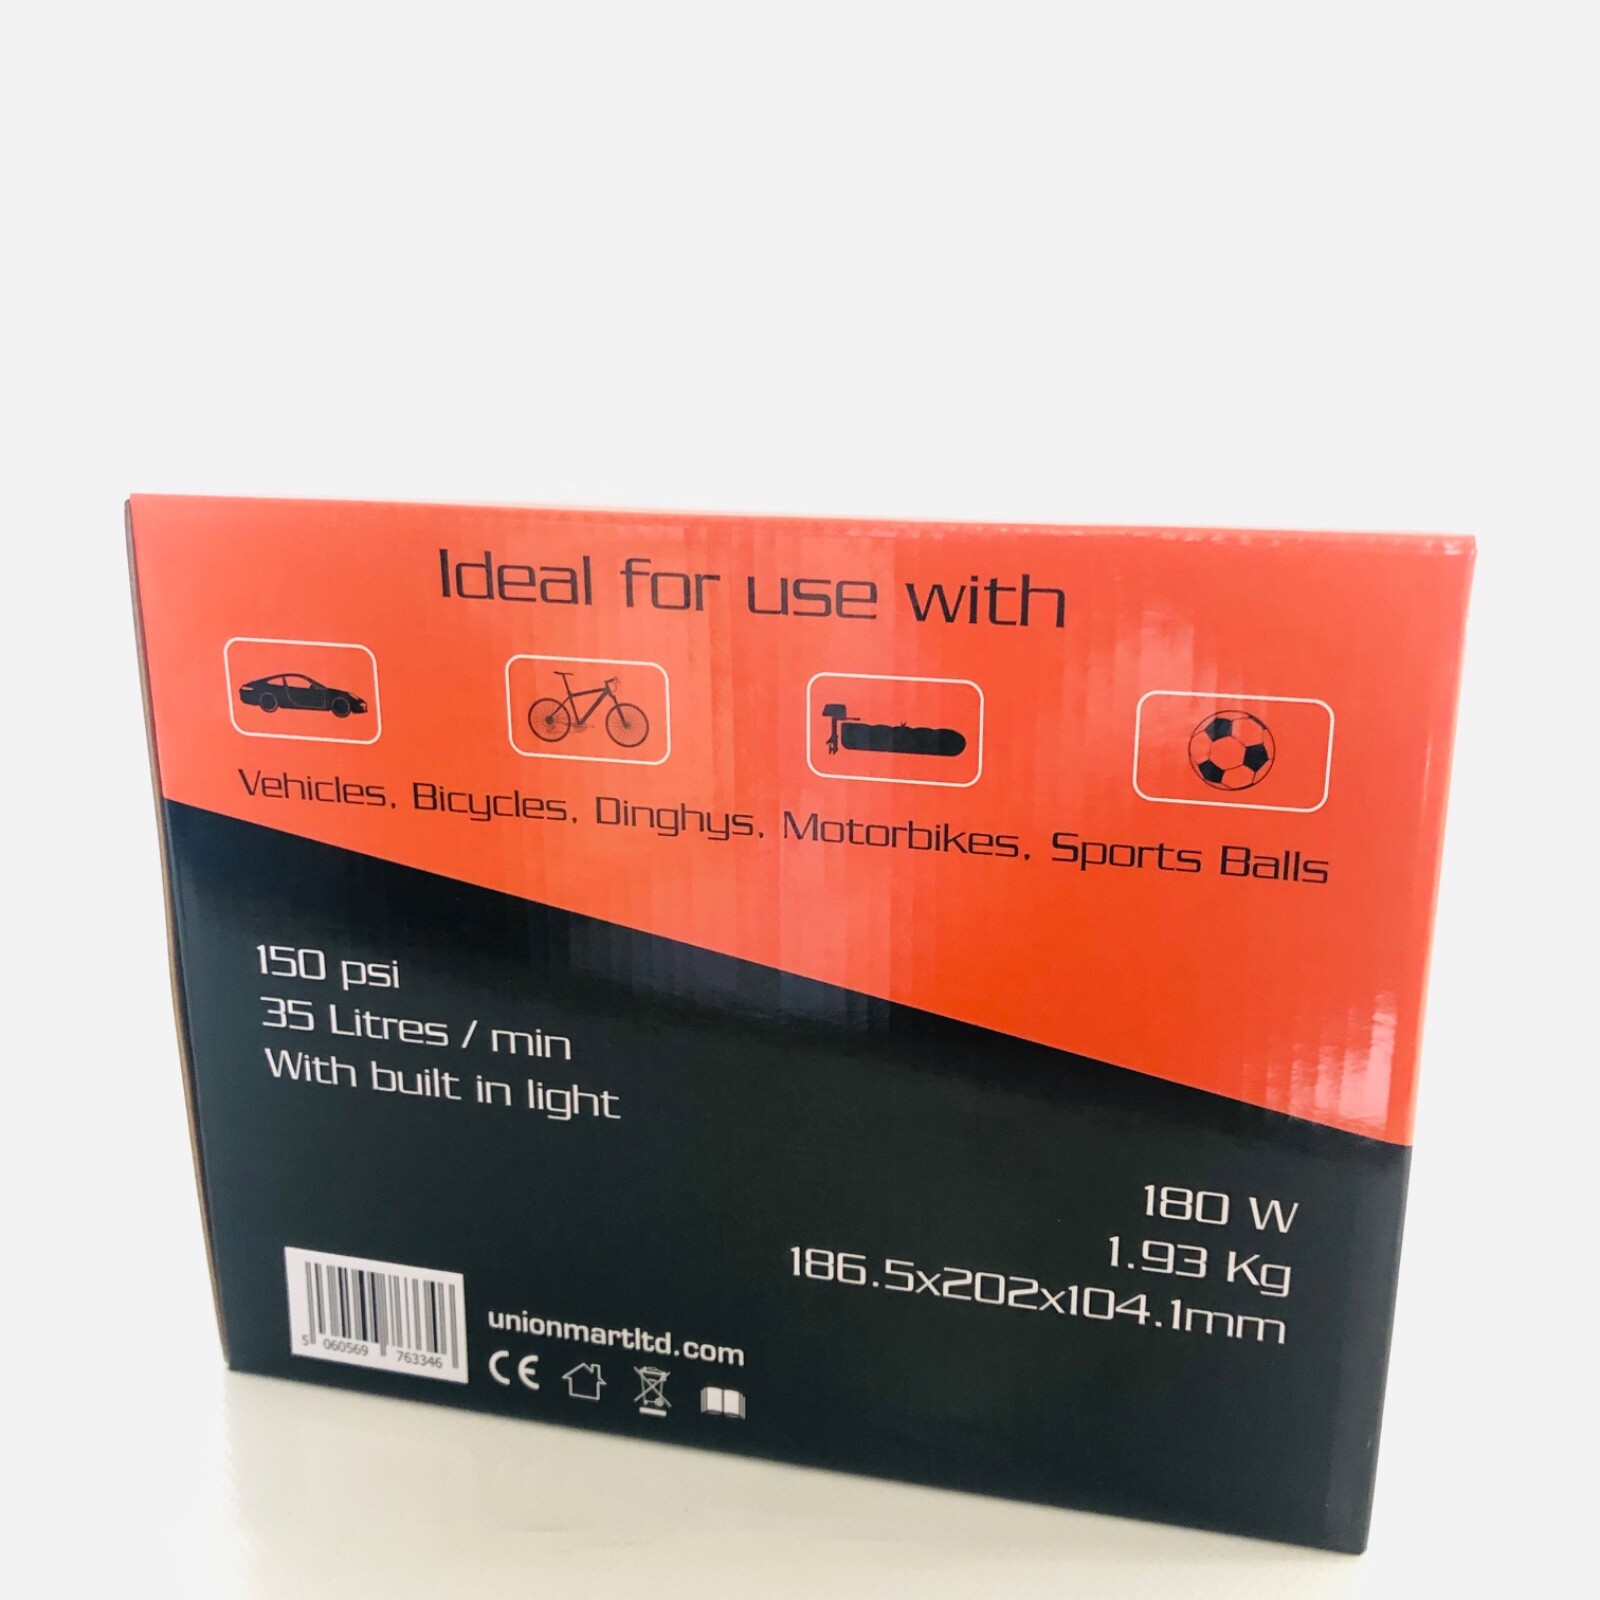 Ideal for use with
Vehicles, Bicycles, Dinghys, Motorbikes, Sports Balls
150 psi
35 Litres / min
With built in light
180 W
1.93 Kg
186.5x202x104.1mm
5 060569 763346
unionmartltd.com
CE